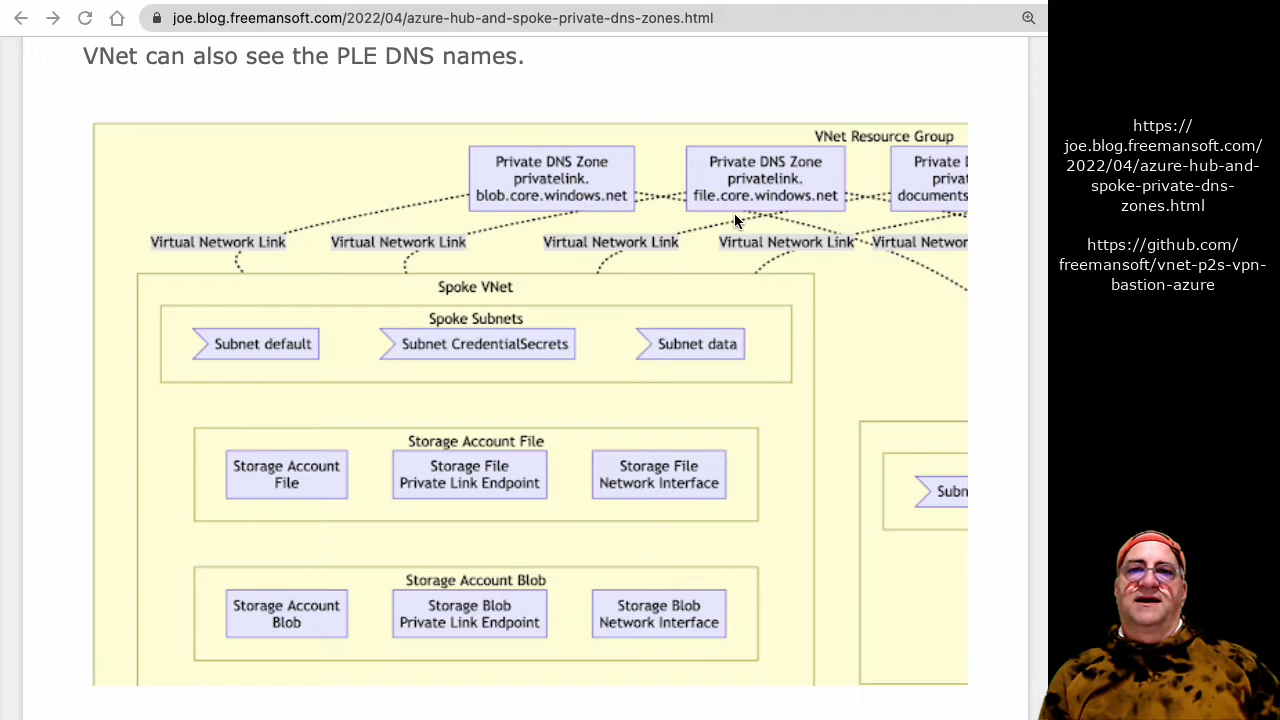 joe.blog.freemansoft.com/2022/04/azure-hub-and-spoke-private-dns-zones.html
VNet can also see the PLE DNS names.
VNet Resource Group
Private DNS Zone
privatelink.
blob.core.windows.net
Private DNS Zone
privatelink.
file.core.windows.net
Private D
privat
documents
Virtual Network Link
Virtual Network Link
Virtual Network Link
Virtual Network Link
Virtual Networ
Spoke VNet
Spoke Subnets
Subnet default
Subnet CredentialSecrets
Subnet data
Storage Account File
Storage Account
File
Storage File
Private Link Endpoint
Storage File
Network Interface
Subn
Storage Account Blob
Storage Account
Blob
Storage Blob
Private Link Endpoint
Storage Blob
Network Interface
https://
joe.blog.freemansoft.com/
2022/04/azure-hub-and-
spoke-private-dns-
zones.html
https://github.com/
freemansoft/vnet-p2s-vpn-
bastion-azure